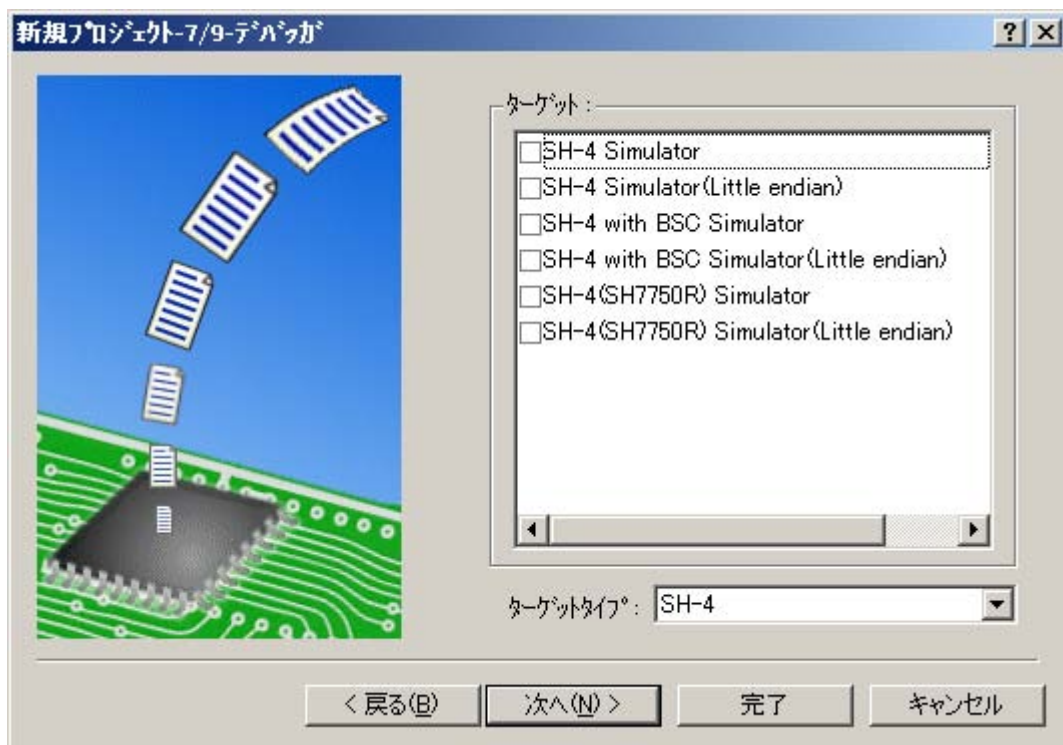 新規ﾌﾟﾛｼﾞｪｸﾄ-7/9-ﾃﾞﾊﾞｯｶﾞ
ﾀｰｹﾞｯﾄ :
SH-4 Simulator
SH-4 Simulator(Little endian)
SH-4 with BSC Simulator
SH-4 with BSC Simulator(Little endian)
SH-4(SH7750R) Simulator
SH-4(SH7750R) Simulator(Little endian)
ﾀｰｹﾞｯﾄﾀｲﾌﾟ : SH-4
< 戻る(B) 次へ(N) > 完了 キャンセル